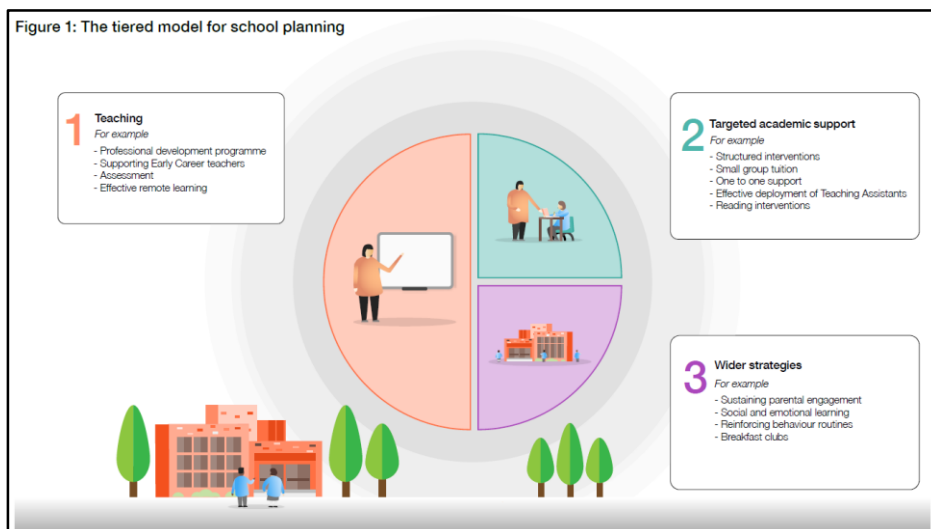 Figure 1: The tiered model for school planning
1
Teaching
For example
- Professional development programme
- Supporting Early Career teachers
- Assessment
- Effective remote learning
2
Targeted academic support
For example
- Structured interventions
- Small group tuition
- One to one support
- Effective deployment of Teaching Assistants
- Reading interventions
3
Wider strategies
For example
- Sustaining parental engagement
- Social and emotional learning
- Reinforcing behaviour routines
- Breakfast clubs